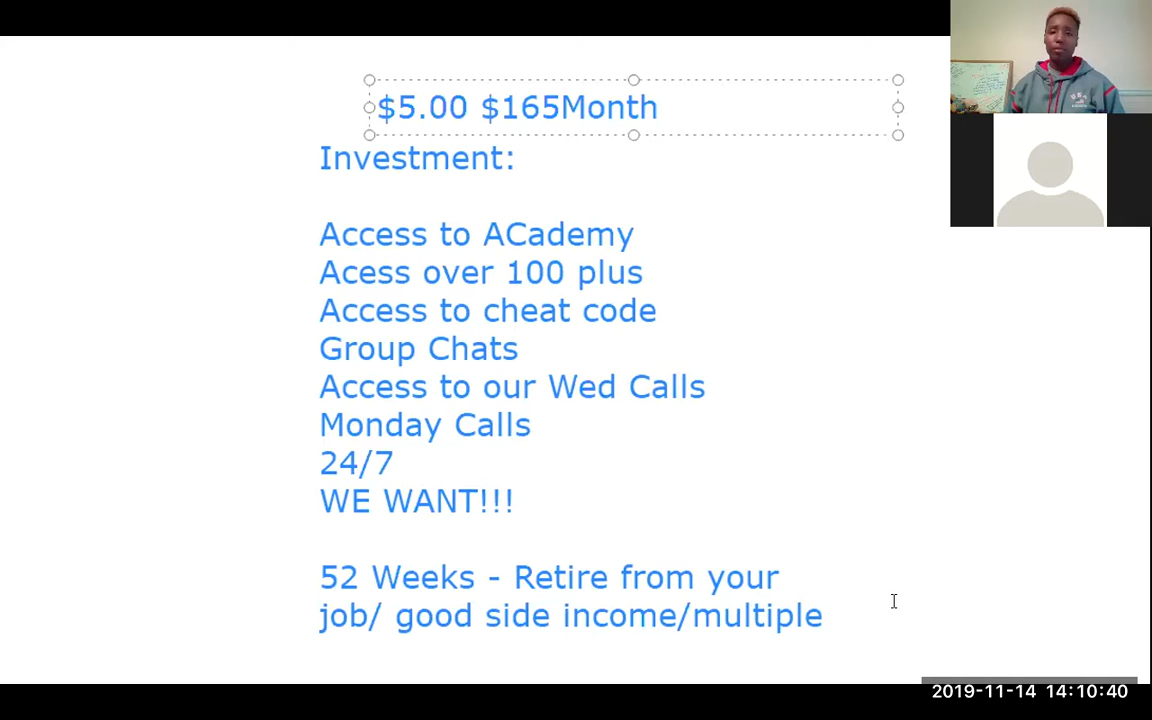 $5.00 $165Month
Investment:
Access to ACademy
Acess over 100 plus
Access to cheat code
Group Chats
Access to our Wed Calls
Monday Calls
24/7
WE WANT!!!
52 Weeks - Retire from your
job/ good side income/multiple
2019-11-14 14:10:40